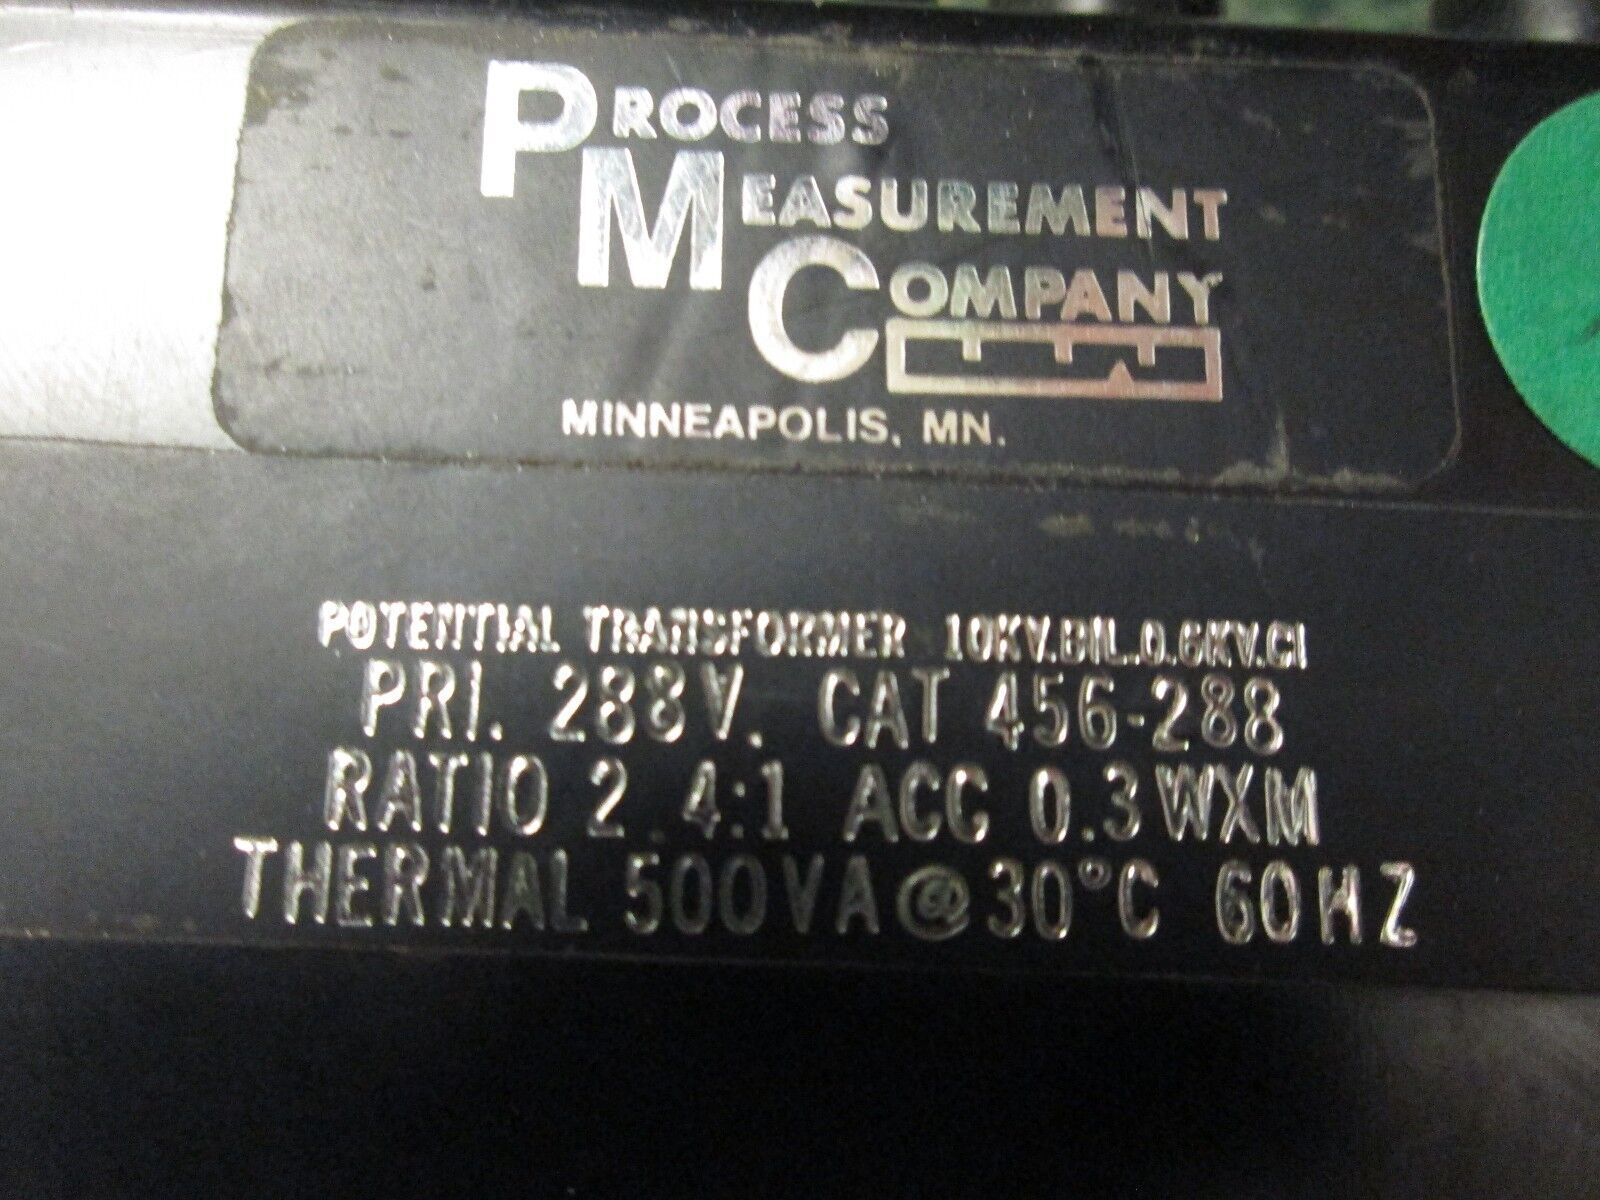 PROCESS
MEASUREMENT
COMPANY
MINNEAPOLIS, MN.
POTENTIAL TRANSFORMER 10KV.BIL.0.6KV.CI
PRI. 288V. CAT 456-288
RATIO 2.4:1 ACC 0.3WXM
THERMAL 500VA@30°C 60HZ